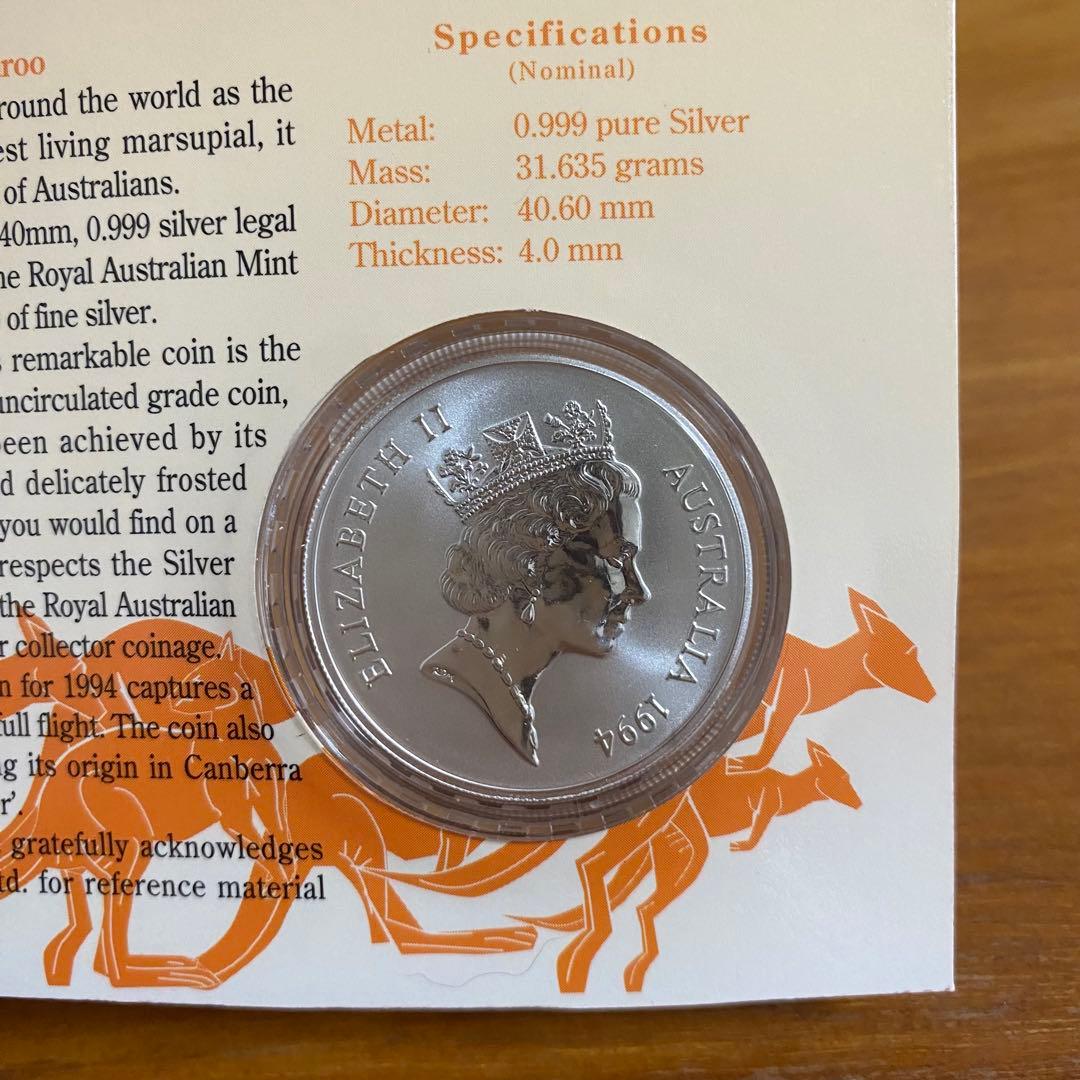 roo
round the world as the
est living marsupial, it
of Australians.
40mm, 0.999 silver legal
he Royal Australian Mint
of fine silver.
remarkable coin is the
uncirculated grade coin,
been achieved by its
d delicately frosted
you would find on a
respects the Silver
the Royal Australian
r collector coinage.
n for 1994 captures a
full flight. The coin also
g its origin in Canberra
r'.
gratefully acknowledges
td. for reference material
Specifications
(Nominal)
Metal: 0.999 pure Silver
Mass: 31.635 grams
Diameter: 40.60 mm
Thickness: 4.0 mm
ELIZABETH II
AUSTRALIA 1994